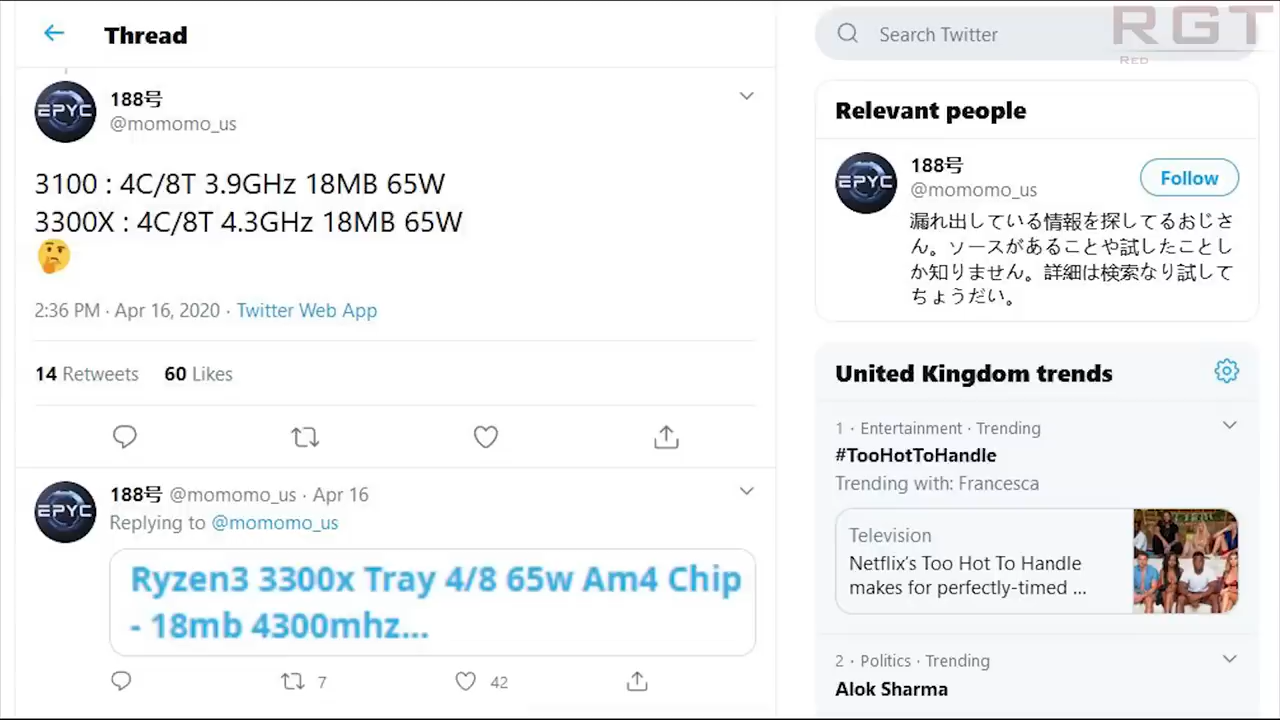 Thread
188号
@momomo_us
3100 : 4C/8T 3.9GHz 18MB 65W
3300X : 4C/8T 4.3GHz 18MB 65W
2:36 PM · Apr 16, 2020 · Twitter Web App
14 Retweets 60 Likes
188号 @momomo_us · Apr 16
Replying to @momomo_us
Ryzen3 3300x Tray 4/8 65w Am4 Chip
- 18mb 4300mhz...
7
42
EPYC
EPYC
Search Twitter
RGT
RED
Relevant people
EPYC
188号
@momomo_us
Follow
漏れ出している情報を探してるおじさ
ん。ソースがあることや試したことし
か知りません。詳細は検索なり試して
ちょうだい。
United Kingdom trends
1 · Entertainment · Trending
#TooHotToHandle
Trending with: Francesca
Television
Netflix's Too Hot To Handle
makes for perfectly-timed ...
2 · Politics · Trending
Alok Sharma